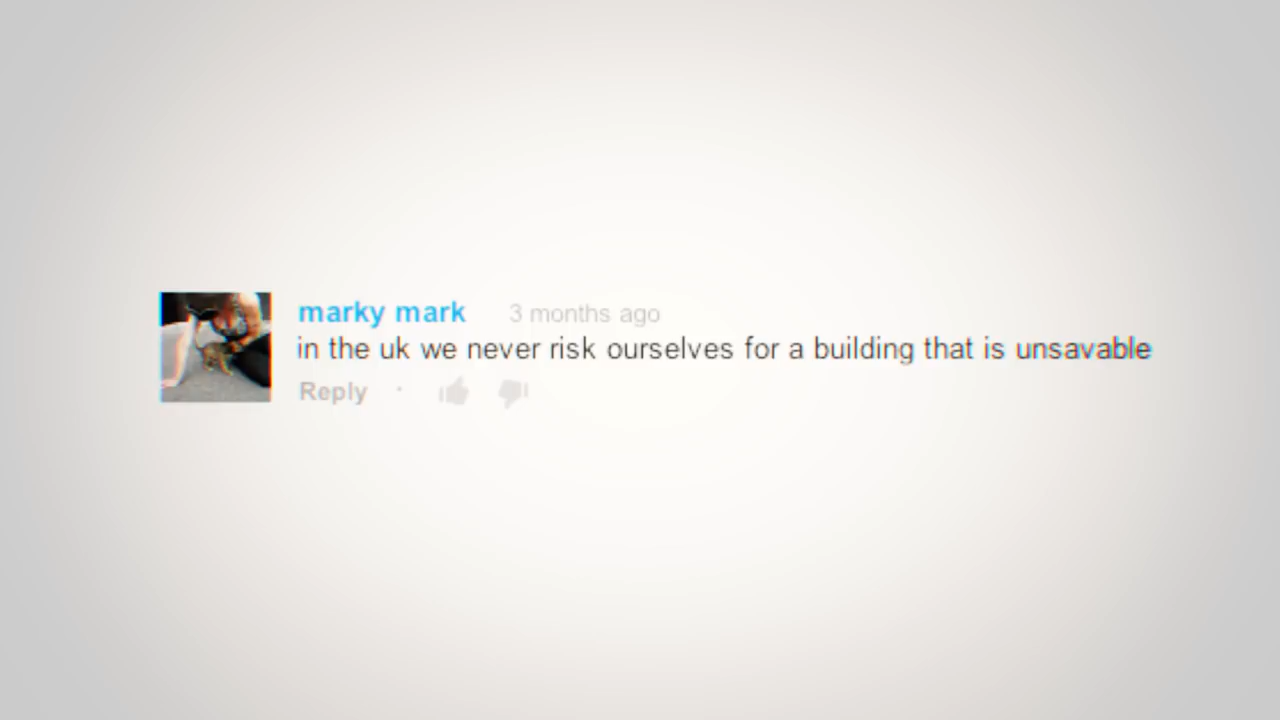 marky mark 3 months ago
in the uk we never risk ourselves for a building that is unsavable
Reply ·